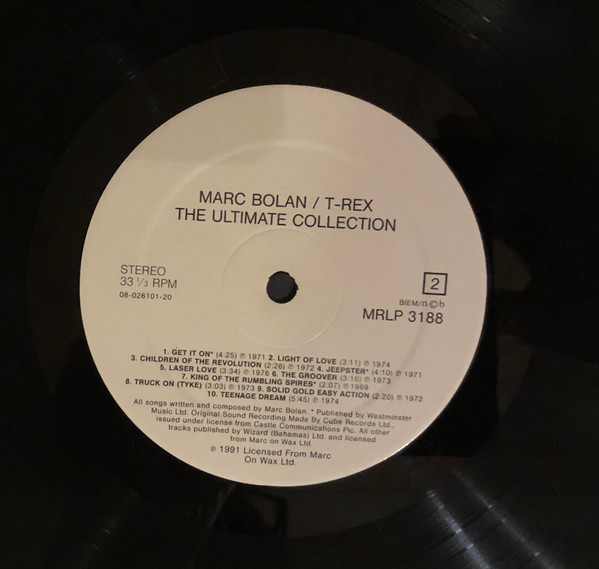 MARC BOLAN / T-REX
THE ULTIMATE COLLECTION
STEREO
33 ⅓ RPM
08-026101-20
2
BIEM/n©b
MRLP 3188
1. GET IT ON* (4:25) ℗ 1971 2. LIGHT OF LOVE (3:11) ℗ 1974
3. CHILDREN OF THE REVOLUTION (2:26) ℗ 1972 4. JEEPSTER* (4:10) ℗ 1971
5. LASER LOVE (3:34) ℗ 1976 6. THE GROOVER (3:16) ℗ 1973
7. KING OF THE RUMBLING SPIRES* (2:07) ℗ 1969
8. TRUCK ON (TYKE) (3:03) ℗ 1973 9. SOLID GOLD EASY ACTION (2:20) ℗ 1972
10. TEENAGE DREAM (5:45) ℗ 1974
All songs written and composed by Marc Bolan * Published by Westminster
Music Ltd. Original Sound Recording Made By Cube Records Ltd.,
issued under license from Castle Communications Plc. All other
tracks published by Wizard (Bahamas) Ltd. and licensed
from Marc on Wax Ltd.
℗ 1991 Licensed From Marc
On Wax Ltd.